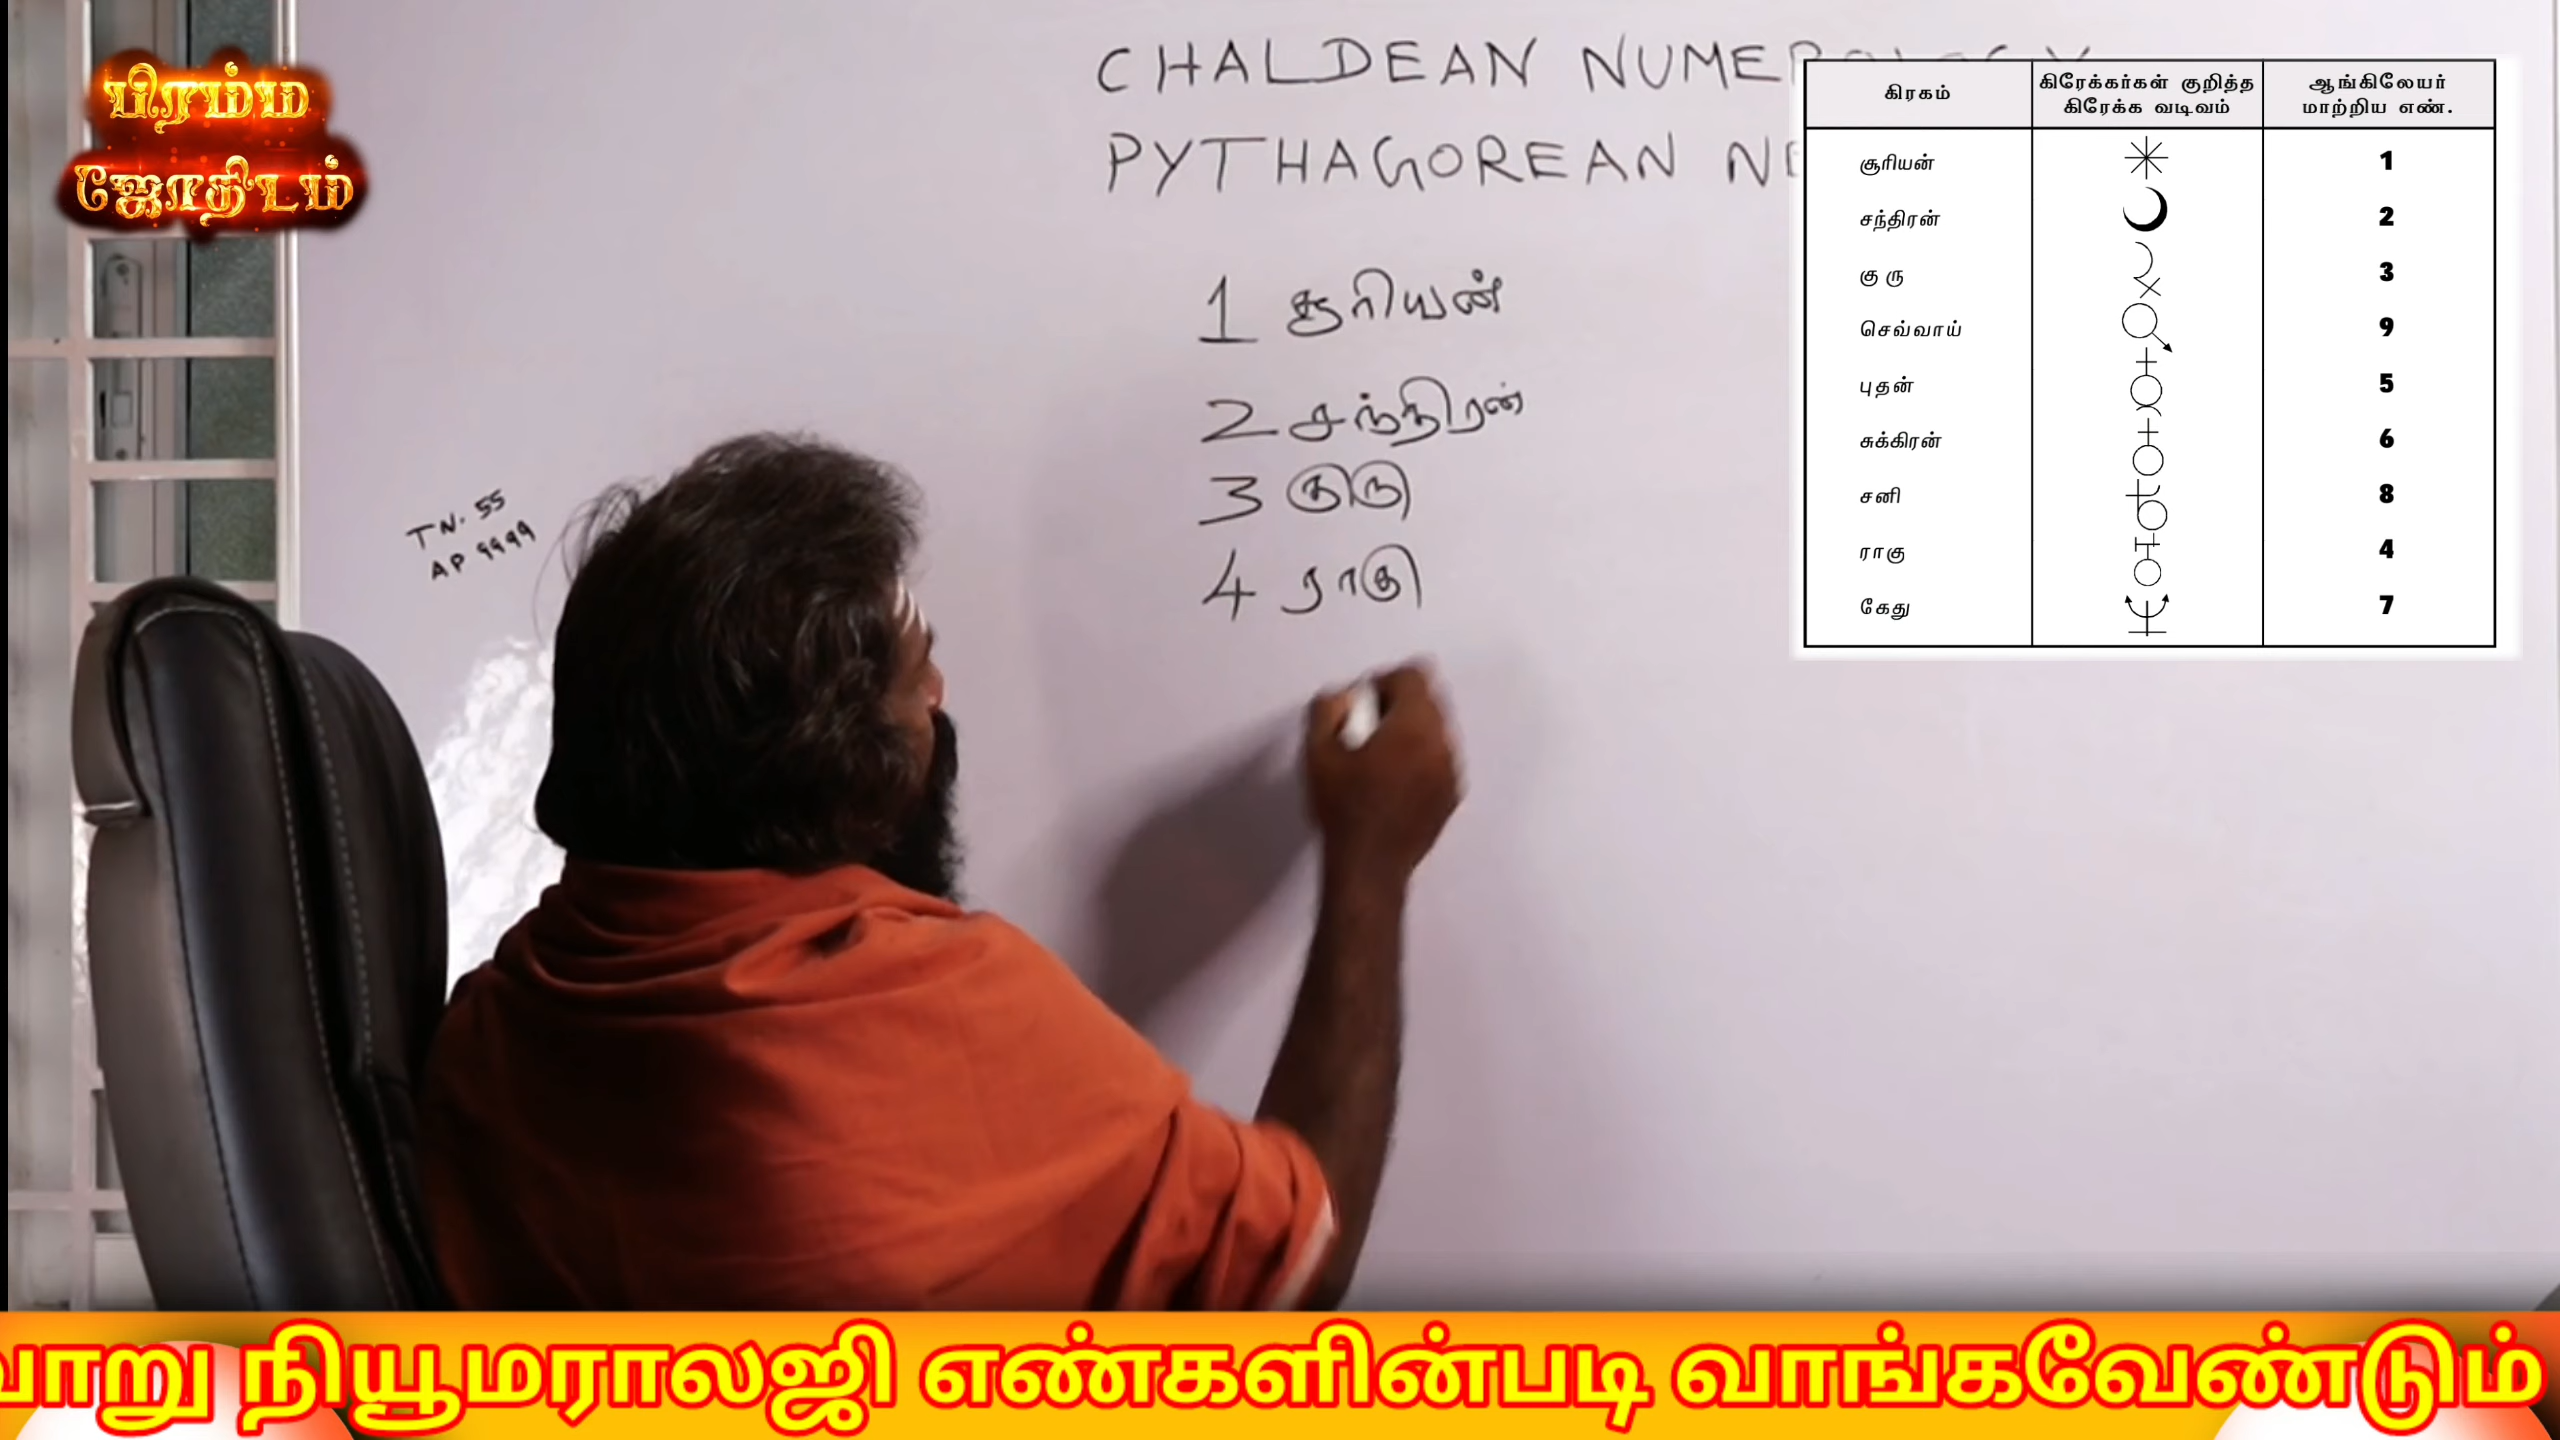 பிரம்ம
ஜோதிடம்
CHALDEAN
PYTHAGOREAN
1 சூரியன்
2 சந்திரன்
3 குரு
4 ராகு
TN. 55
AP 9999
கிரகம் கிரேக்கர்கள் குறித்த கிரேக்க வடிவம் ஆங்கிலேயர் மாற்றிய எண்.
சூரியன் 1
சந்திரன் 2
குரு 3
செவ்வாய் 9
புதன் 5
சுக்கிரன் 6
சனி 8
ராகு 4
கேது 7
நியூமராலஜி எண்களின்படி வாங்கவேண்டும்